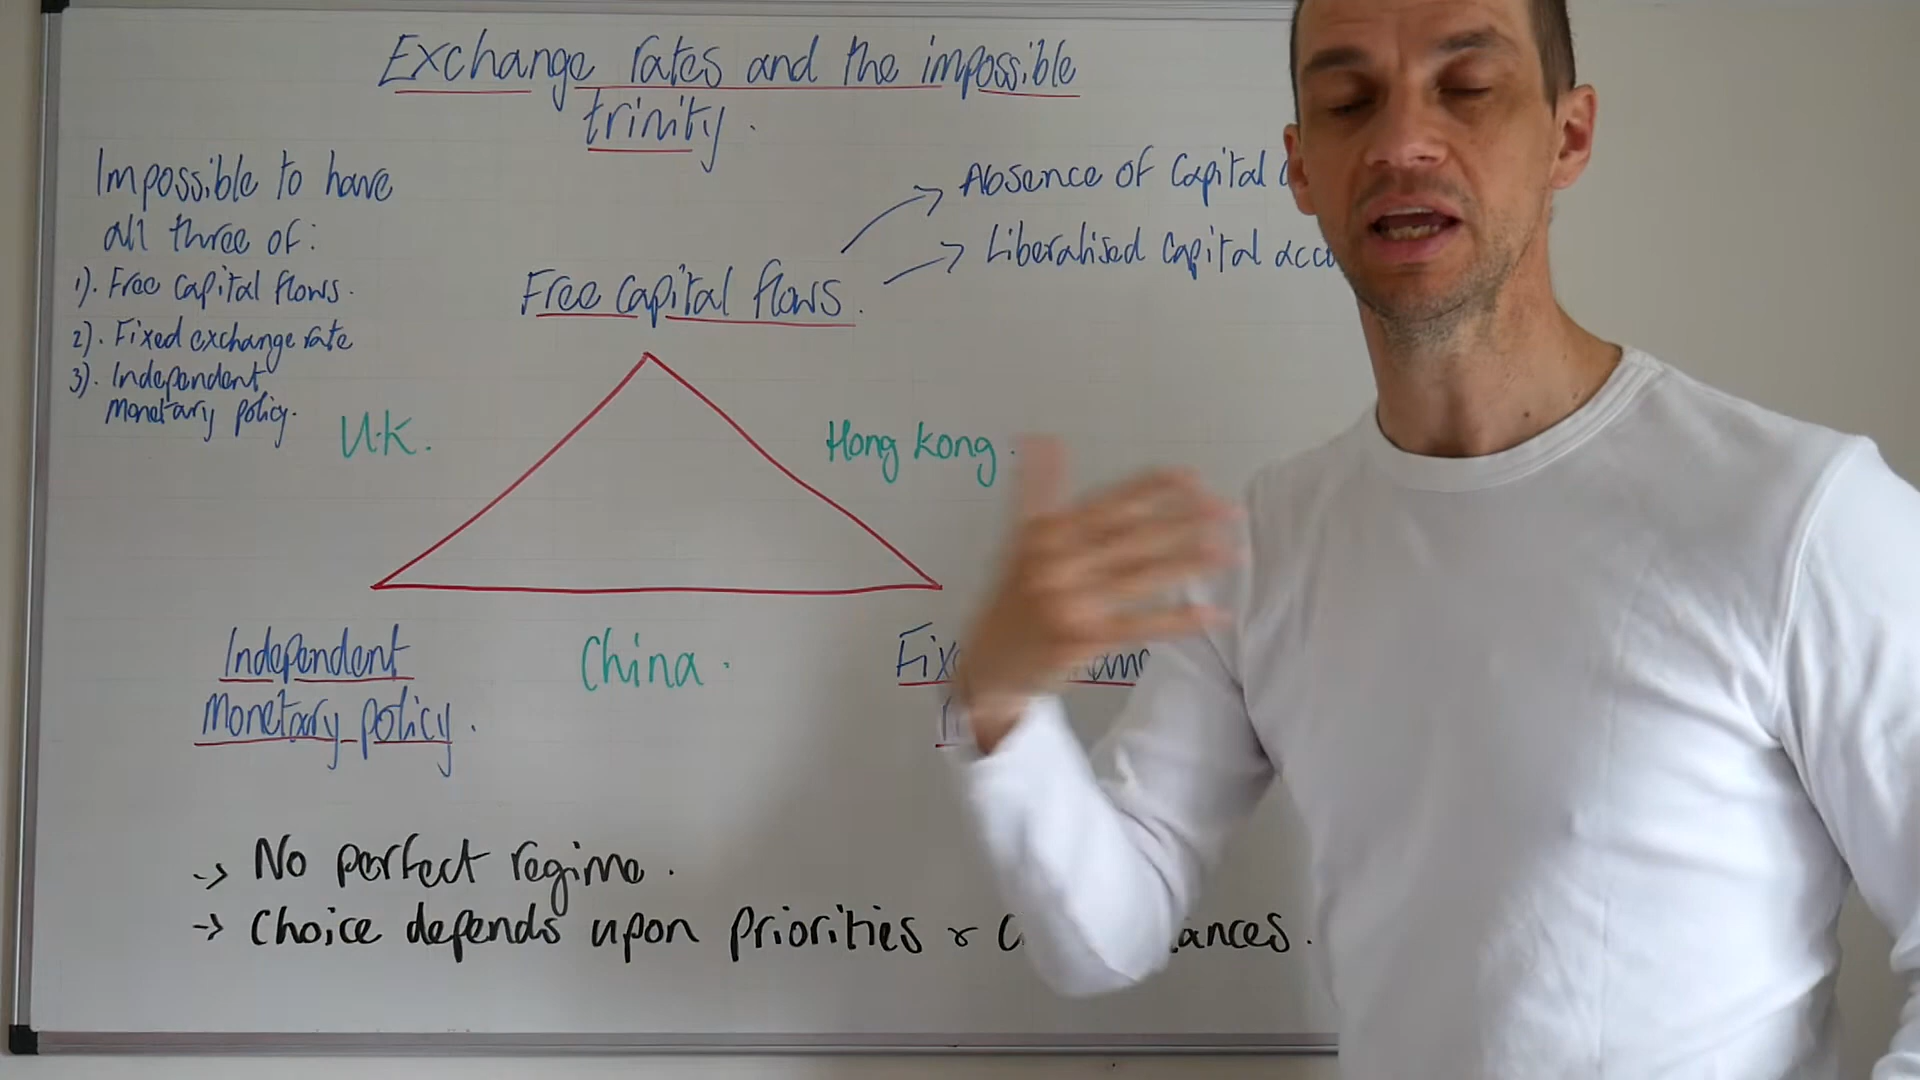 Exchange rates and the impossible
trinity.
Impossible to have
all three of:
1). Free capital flows.
2). Fixed exchange rate
3). Independent
monetary policy.
Absence of Capital
Liberalised capital
Free capital flows.
U.K.
Hong Kong.
Independent
monetary policy.
China.
→ No perfect regime.
→ Choice depends upon priorities &